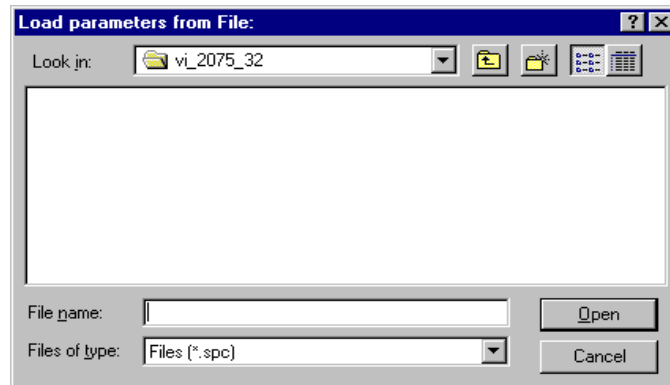 Load parameters from File:
Look in: vi_2075_32
File name: Open
Files of type: Files (*.spc) Cancel